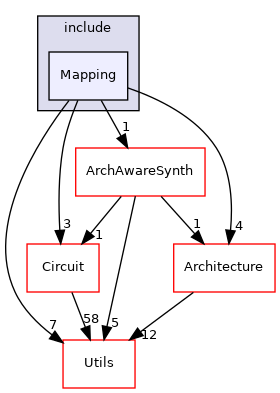 include
Mapping
1
ArchAwareSynth
3
1
1
4
Circuit
Architecture
58
7
5
12
Utils